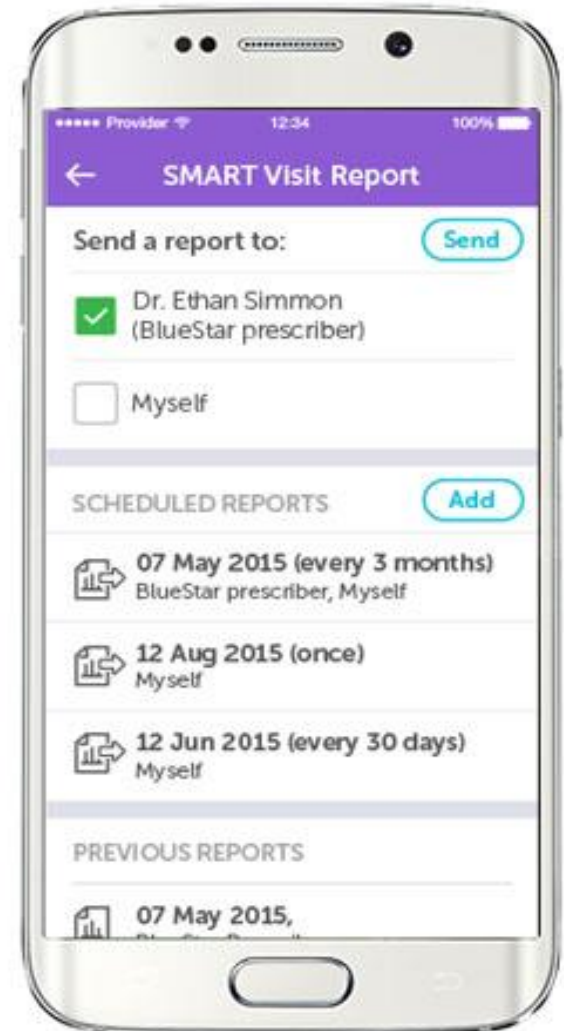 Provider 12:34 100%
SMART Visit Report
Send a report to: Send
Dr. Ethan Simmon
(BlueStar prescriber)
Myself
SCHEDULED REPORTS Add
07 May 2015 (every 3 months)
BlueStar prescriber, Myself
12 Aug 2015 (once)
Myself
12 Jun 2015 (every 30 days)
Myself
PREVIOUS REPORTS
07 May 2015,